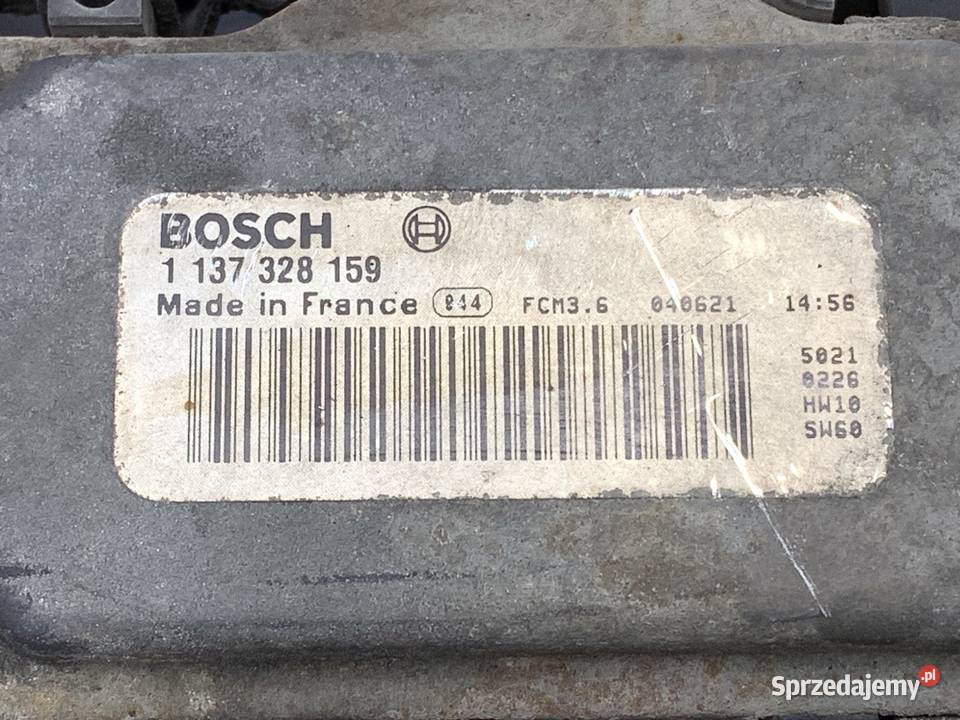 BOSCH
1 137 328 159
Made in France 844 FCM3.6 040621 14:56
5021
0226
HW10
SW60
Sprzedajemy.pl